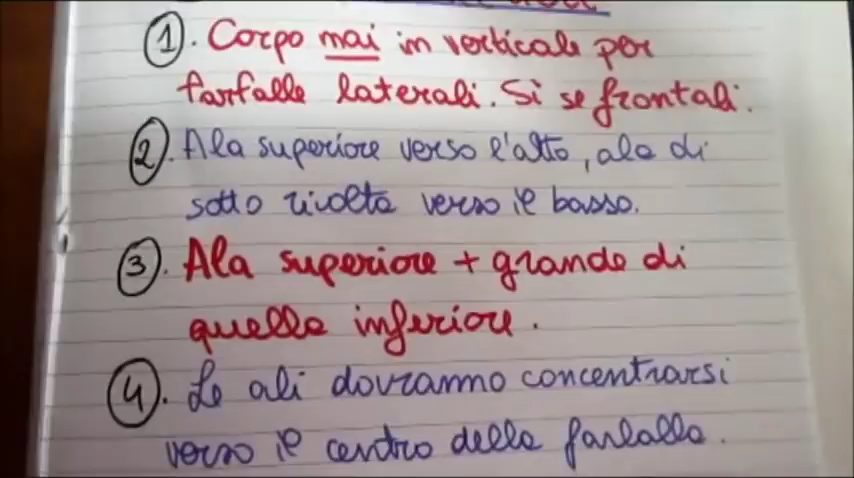 1. Corpo mai in verticale per
farfalle laterali. Si se frontali.
2. Ala superiore verso l'alto, ala di
sotto rivolta verso il basso.
3. Ala superiore + grande di
quella inferiore.
4. Le ali dovranno concentrarsi
verso il centro della farfalla.